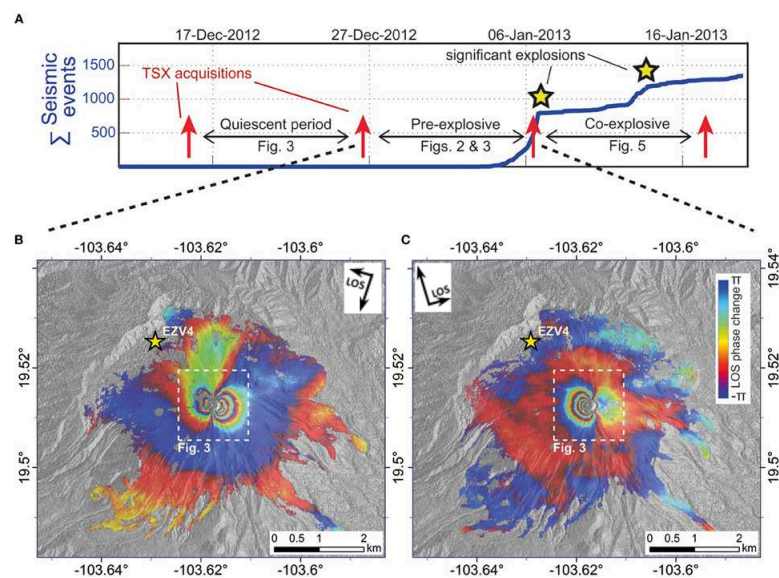 A
17-Dec-2012 27-Dec-2012 06-Jan-2013 16-Jan-2013
∑ Seismic events
1500
1000
500
TSX acquisitions
significant explosions
Quiescent period
Fig. 3
Pre-explosive
Figs. 2 & 3
Co-explosive
Fig. 5
B
-103.64° -103.62° -103.6°
LOS
EZV4
Fig. 3
19.52°
19.5°
0 0.5 1 2
km
-103.64° -103.62° -103.6°
C
-103.64° -103.62° -103.6°
LOS
EZV4
Fig. 3
π
LOS phase change
-π
19.54°
19.52°
19.5°
0 0.5 1 2
km
-103.64° -103.62° -103.6°